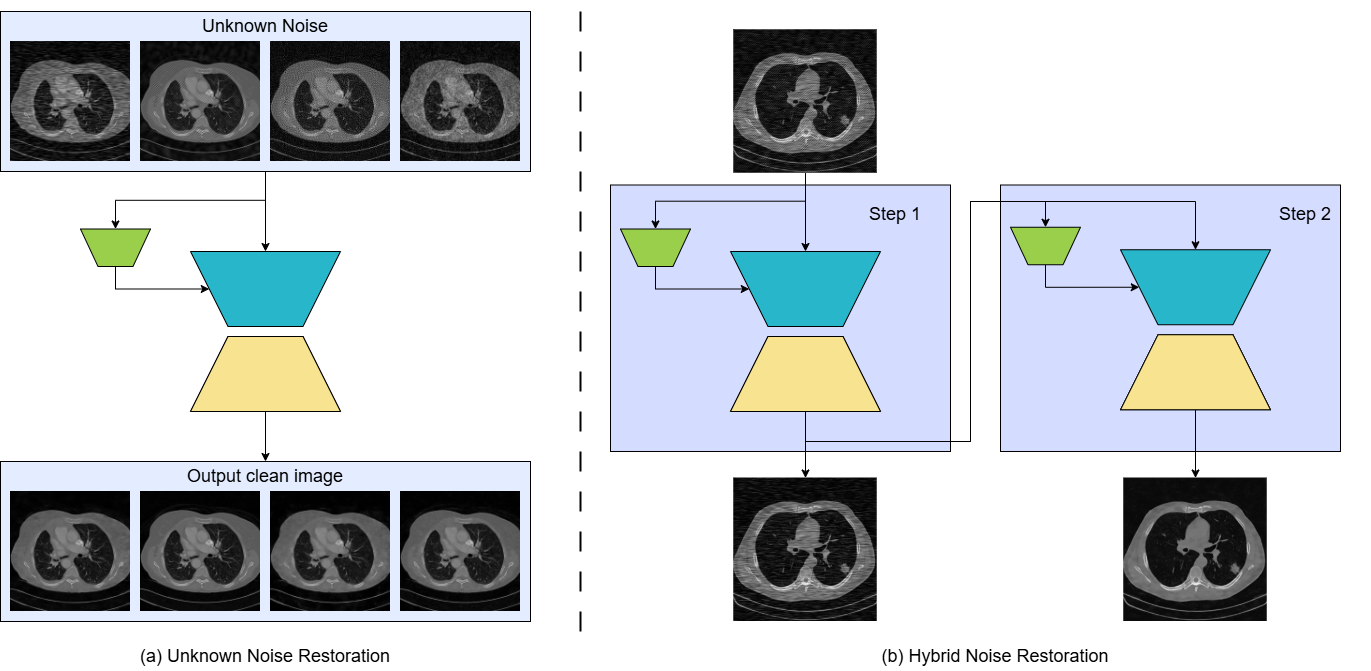 Unknown Noise
Step 1
Step 2
Output clean image
(a) Unknown Noise Restoration
(b) Hybrid Noise Restoration